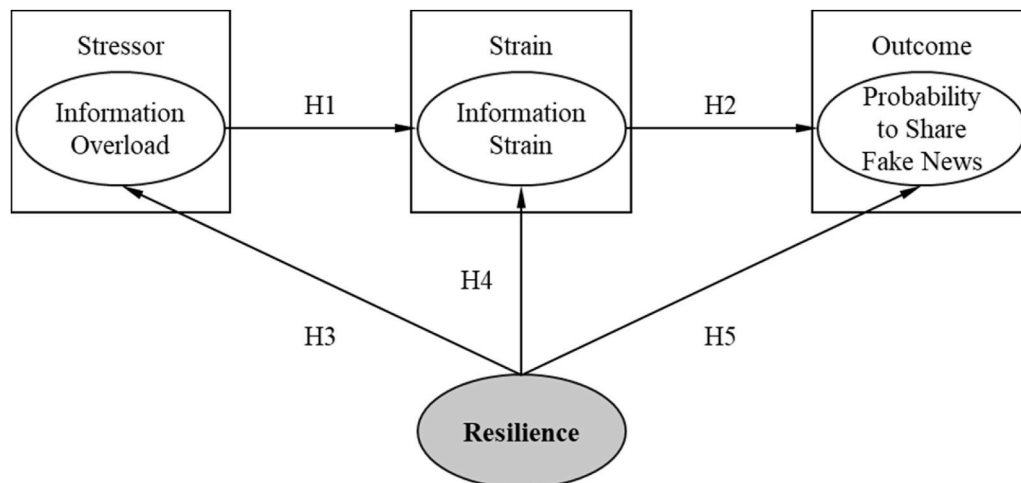 Stressor
Information
Overload
H1
Strain
Information
Strain
H2
Outcome
Probability
to Share
Fake News
H3
H4
H5
Resilience